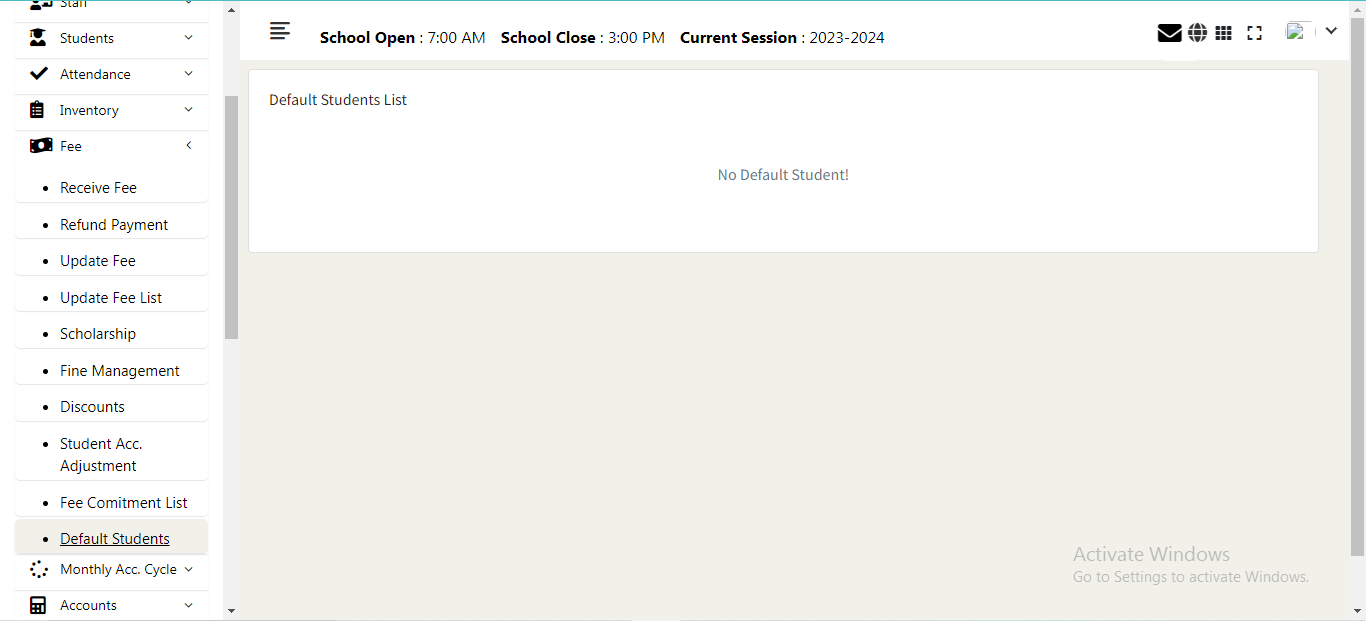 Staff
Students
Attendance
Inventory
Fee
Receive Fee
Refund Payment
Update Fee
Update Fee List
Scholarship
Fine Management
Discounts
Student Acc.
Adjustment
Fee Comitment List
Default Students
Monthly Acc. Cycle
Accounts
School Open : 7:00 AM School Close : 3:00 PM Current Session : 2023-2024
Default Students List
No Default Student!
Activate Windows
Go to Settings to activate Windows.